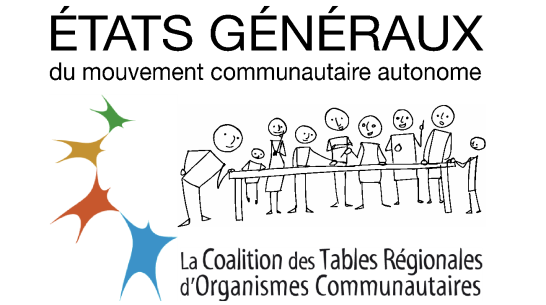 ÉTATS GÉNÉRAUX
du mouvement communautaire autonome
La Coalition des Tables Régionales
d'Organismes Communautaires